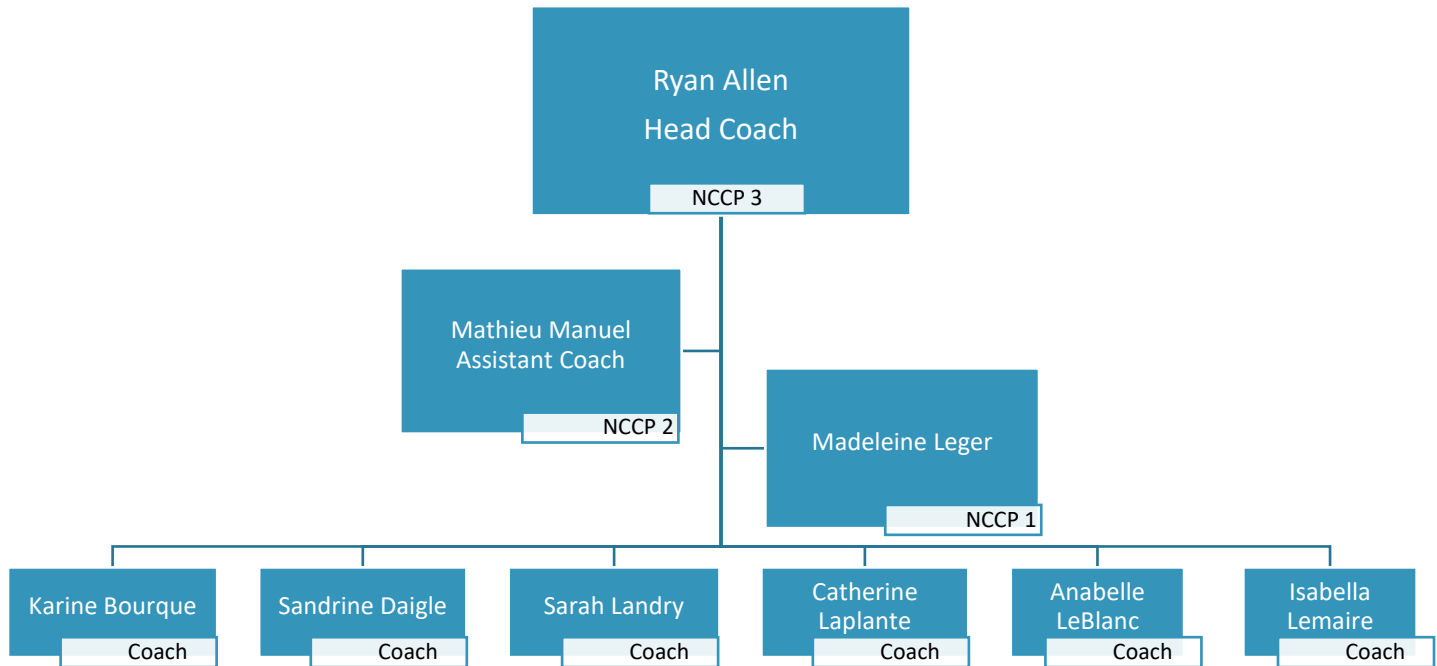 Ryan Allen
Head Coach
NCCP 3
Mathieu Manuel
Assistant Coach
NCCP 2
Madeleine Leger
NCCP 1
Karine Bourque
Coach
Sandrine Daigle
Coach
Sarah Landry
Coach
Catherine
Laplante
Coach
Anabelle
LeBlanc
Coach
Isabella
Lemaire
Coach